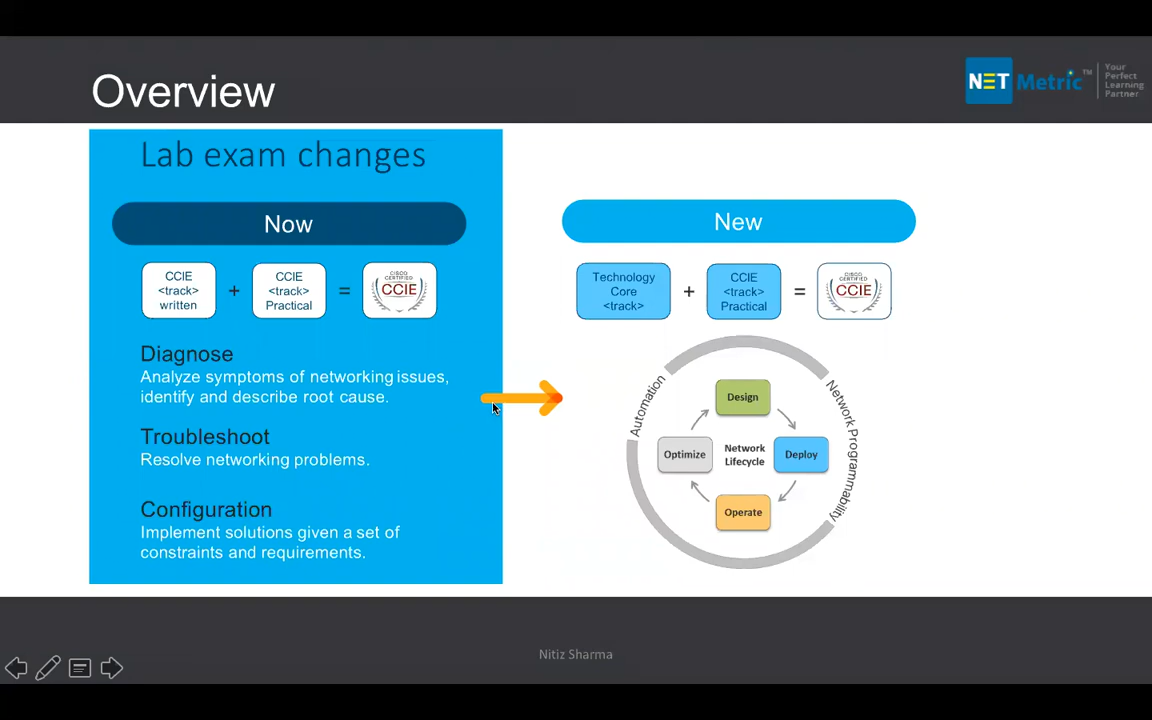 Overview
NET Metric™
Your
Perfect
Learning
Partner
Lab exam changes
Now
CCIE
<track>
written
+
CCIE
<track>
Practical
=
CISCO
CERTIFIED
CCIE
Diagnose
Analyze symptoms of networking issues,
identify and describe root cause.
Troubleshoot
Resolve networking problems.
Configuration
Implement solutions given a set of
constraints and requirements.
New
Technology
Core
<track>
+
CCIE
<track>
Practical
=
CISCO
CERTIFIED
CCIE
Automation
Network Programmability
Design
Optimize
Network
Lifecycle
Deploy
Operate
Nitiz Sharma